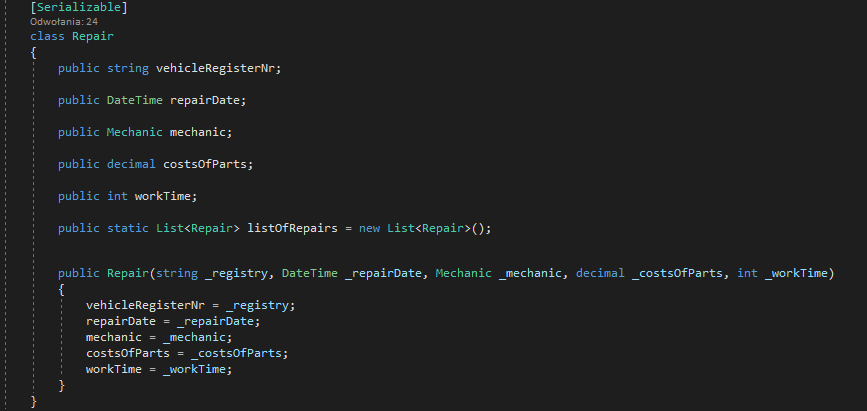 [Serializable]
Odwołania: 24
class Repair
{
public string vehicleRegisterNr;
public DateTime repairDate;
public Mechanic mechanic;
public decimal costsOfParts;
public int workTime;
public static List<Repair> listOfRepairs = new List<Repair>();
public Repair(string _registry, DateTime _repairDate, Mechanic _mechanic, decimal _costsOfParts, int _workTime)
{
vehicleRegisterNr = _registry;
repairDate = _repairDate;
mechanic = _mechanic;
costsOfParts = _costsOfParts;
workTime = _workTime;
}
}